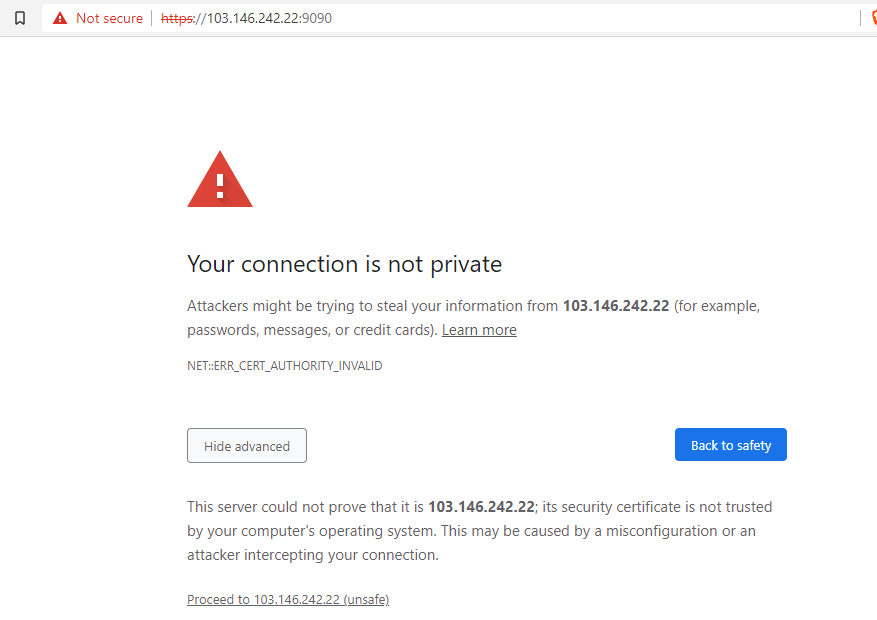 Not secure https://103.146.242.22:9090
Your connection is not private
Attackers might be trying to steal your information from 103.146.242.22 (for example,
passwords, messages, or credit cards). Learn more
NET::ERR_CERT_AUTHORITY_INVALID
Hide advanced
Back to safety
This server could not prove that it is 103.146.242.22; its security certificate is not trusted
by your computer's operating system. This may be caused by a misconfiguration or an
attacker intercepting your connection.
Proceed to 103.146.242.22 (unsafe)